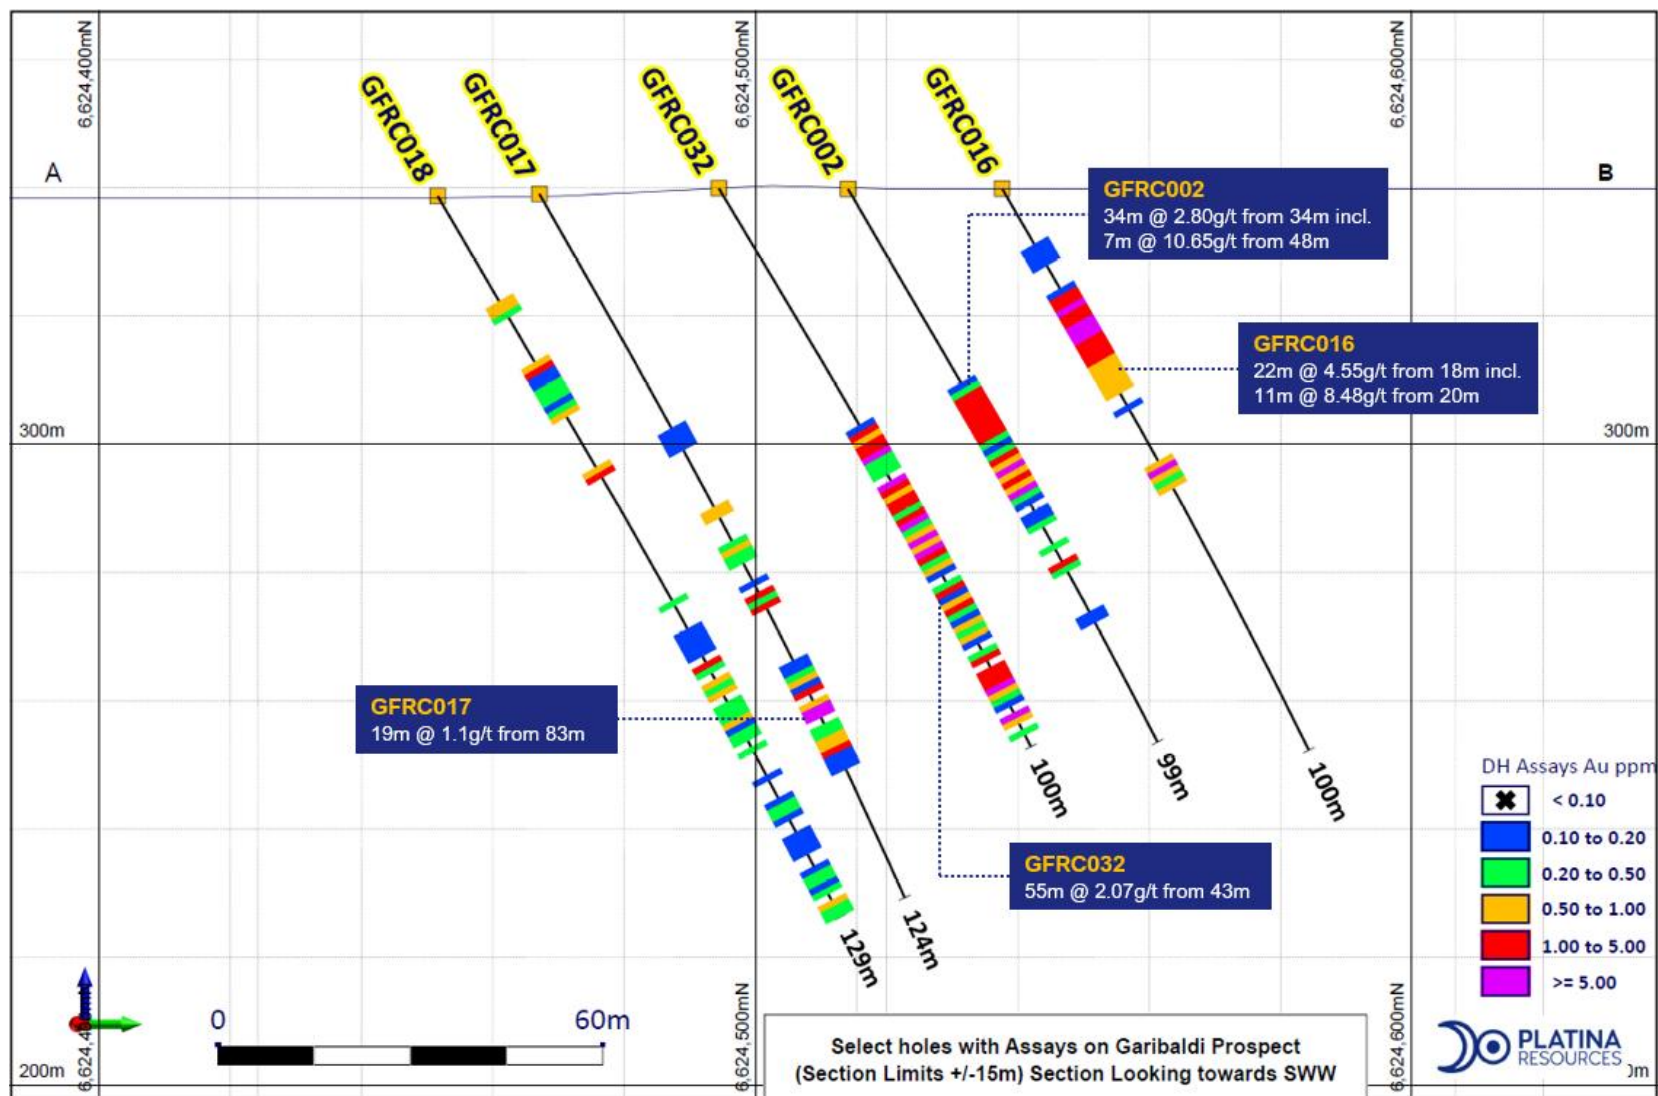 6,624,400mN
6,624,500mN
6,624,600mN
GFRC018
GFRC017
GFRC032
GFRC002
GFRC016
A
B
GFRC002
34m @ 2.80g/t from 34m incl.
7m @ 10.65g/t from 48m
GFRC016
22m @ 4.55g/t from 18m incl.
11m @ 8.48g/t from 20m
300m
300m
GFRC017
19m @ 1.1g/t from 83m
GFRC032
55m @ 2.07g/t from 43m
129m
124m
100m
99m
100m
DH Assays Au ppm
< 0.10
0.10 to 0.20
0.20 to 0.50
0.50 to 1.00
1.00 to 5.00
>= 5.00
0
60m
Select holes with Assays on Garibaldi Prospect
(Section Limits +/-15m) Section Looking towards SWW
PLATINA
RESOURCES
200m
6,624,500mN
6,624,600mN